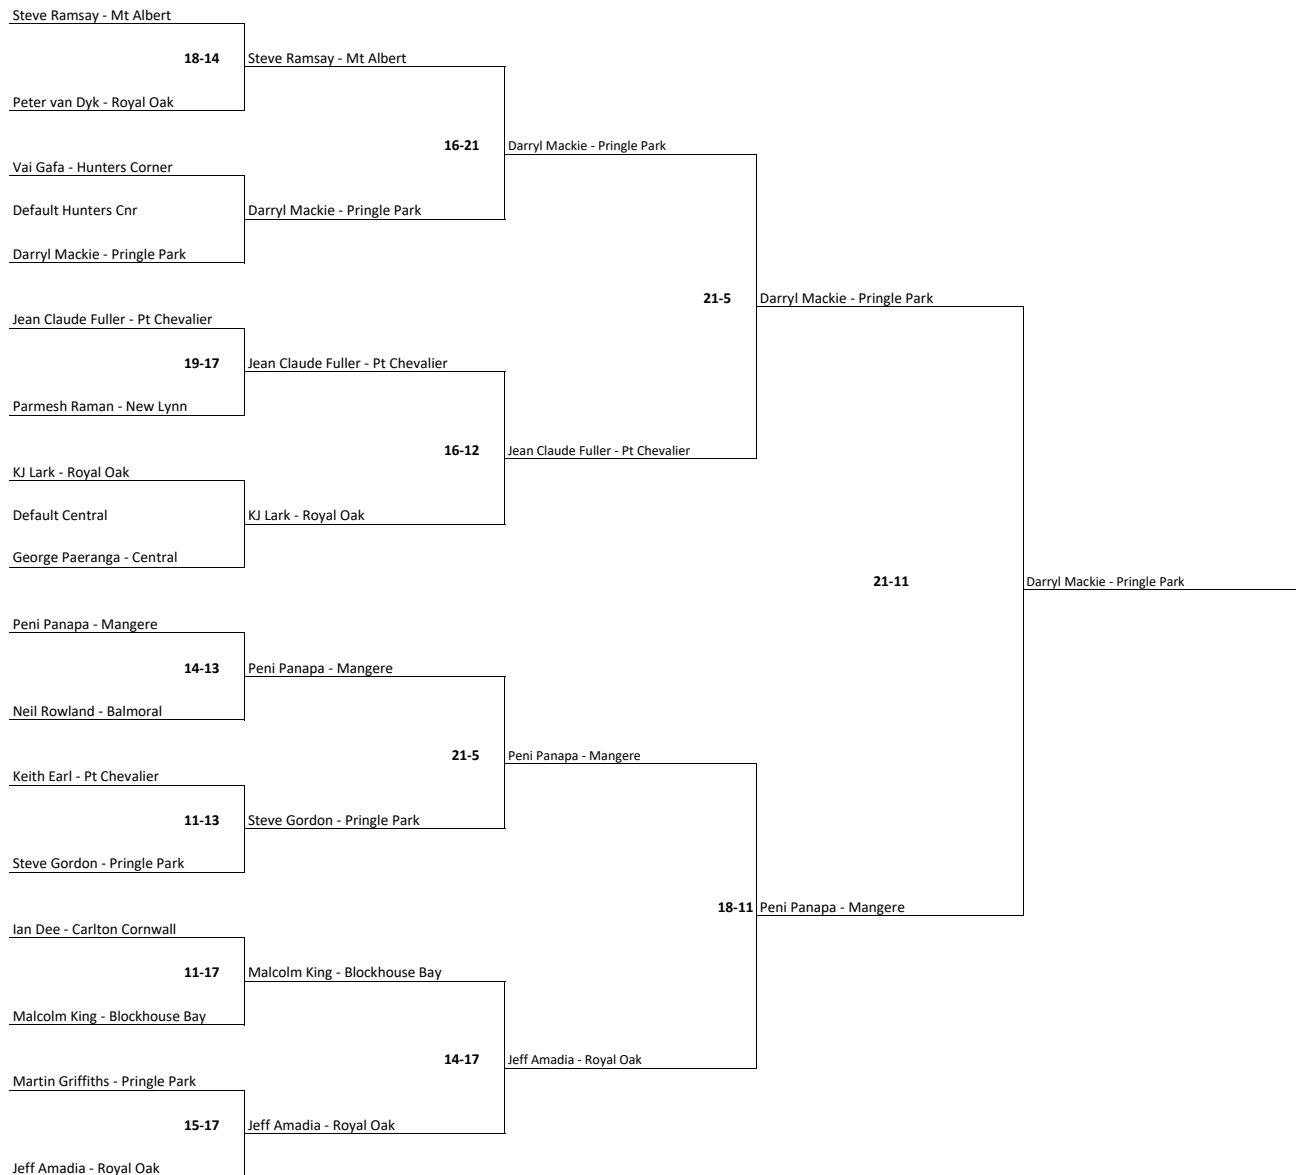 Steve Ramsay - Mt Albert
18-14
Steve Ramsay - Mt Albert
Peter van Dyk - Royal Oak
16-21
Darryl Mackie - Pringle Park
Vai Gafa - Hunters Corner
Default Hunters Cnr
Darryl Mackie - Pringle Park
Darryl Mackie - Pringle Park
21-5
Darryl Mackie - Pringle Park
Jean Claude Fuller - Pt Chevalier
19-17
Jean Claude Fuller - Pt Chevalier
Parmesh Raman - New Lynn
16-12
Jean Claude Fuller - Pt Chevalier
KJ Lark - Royal Oak
Default Central
KJ Lark - Royal Oak
George Paeranga - Central
21-11
Darryl Mackie - Pringle Park
Peni Panapa - Mangere
14-13
Peni Panapa - Mangere
Neil Rowland - Balmoral
21-5
Peni Panapa - Mangere
Keith Earl - Pt Chevalier
11-13
Steve Gordon - Pringle Park
Steve Gordon - Pringle Park
18-11
Peni Panapa - Mangere
Ian Dee - Carlton Cornwall
11-17
Malcolm King - Blockhouse Bay
Malcolm King - Blockhouse Bay
14-17
Jeff Amadia - Royal Oak
Martin Griffiths - Pringle Park
15-17
Jeff Amadia - Royal Oak
Jeff Amadia - Royal Oak